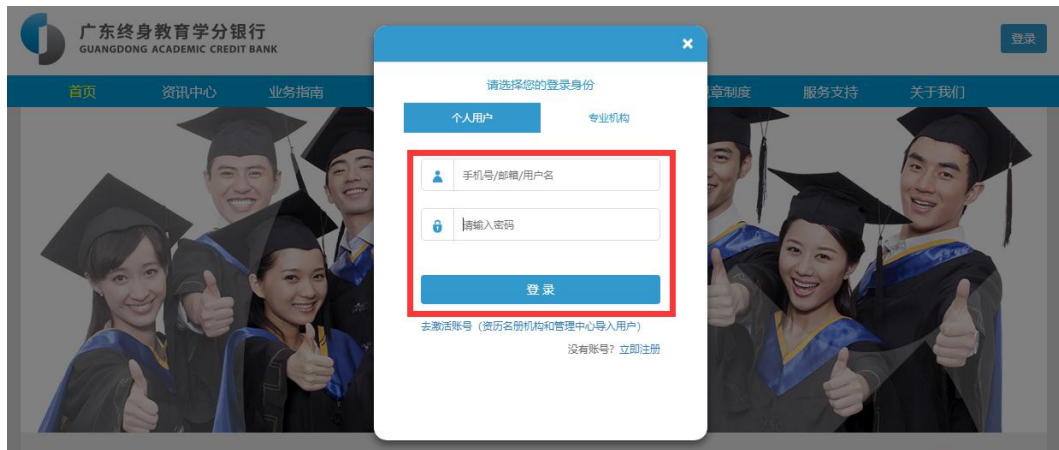 广东终身教育学分银行
GUANGDONG ACADEMIC CREDIT BANK
登录
首页
资讯中心
业务指南
章制度
服务支持
关于我们
×
请选择您的登录身份
个人用户
专业机构
手机号/邮箱/用户名
请输入密码
登 录
去激活账号（资历名册机构和管理中心导入用户）
没有账号？立即注册